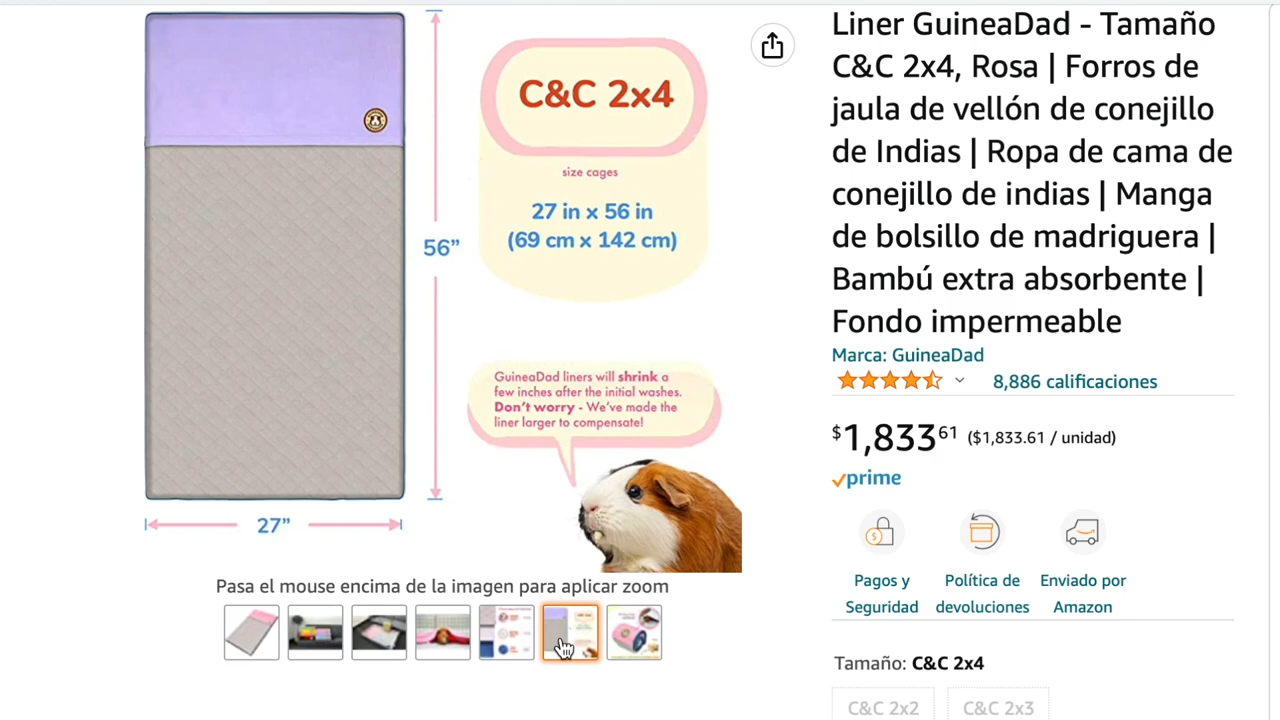 C&C 2x4
size cages
27 in x 56 in
(69 cm x 142 cm)
56”
27”
GuineaDad liners will shrink a
few inches after the initial washes.
Don’t worry - We’ve made the
liner larger to compensate!
Pasa el mouse encima de la imagen para aplicar zoom
Liner GuineaDad - Tamaño
C&C 2x4, Rosa | Forros de
jaula de vellón de conejillo
de Indias | Ropa de cama de
conejillo de indias | Manga
de bolsillo de madriguera |
Bambú extra absorbente |
Fondo impermeable
Marca: GuineaDad
8,886 calificaciones
$1,833 61 ($1,833.61 / unidad)
prime
Pagos y
Seguridad
Política de
devoluciones
Enviado por
Amazon
Tamaño: C&C 2x4
C&C 2x2
C&C 2x3